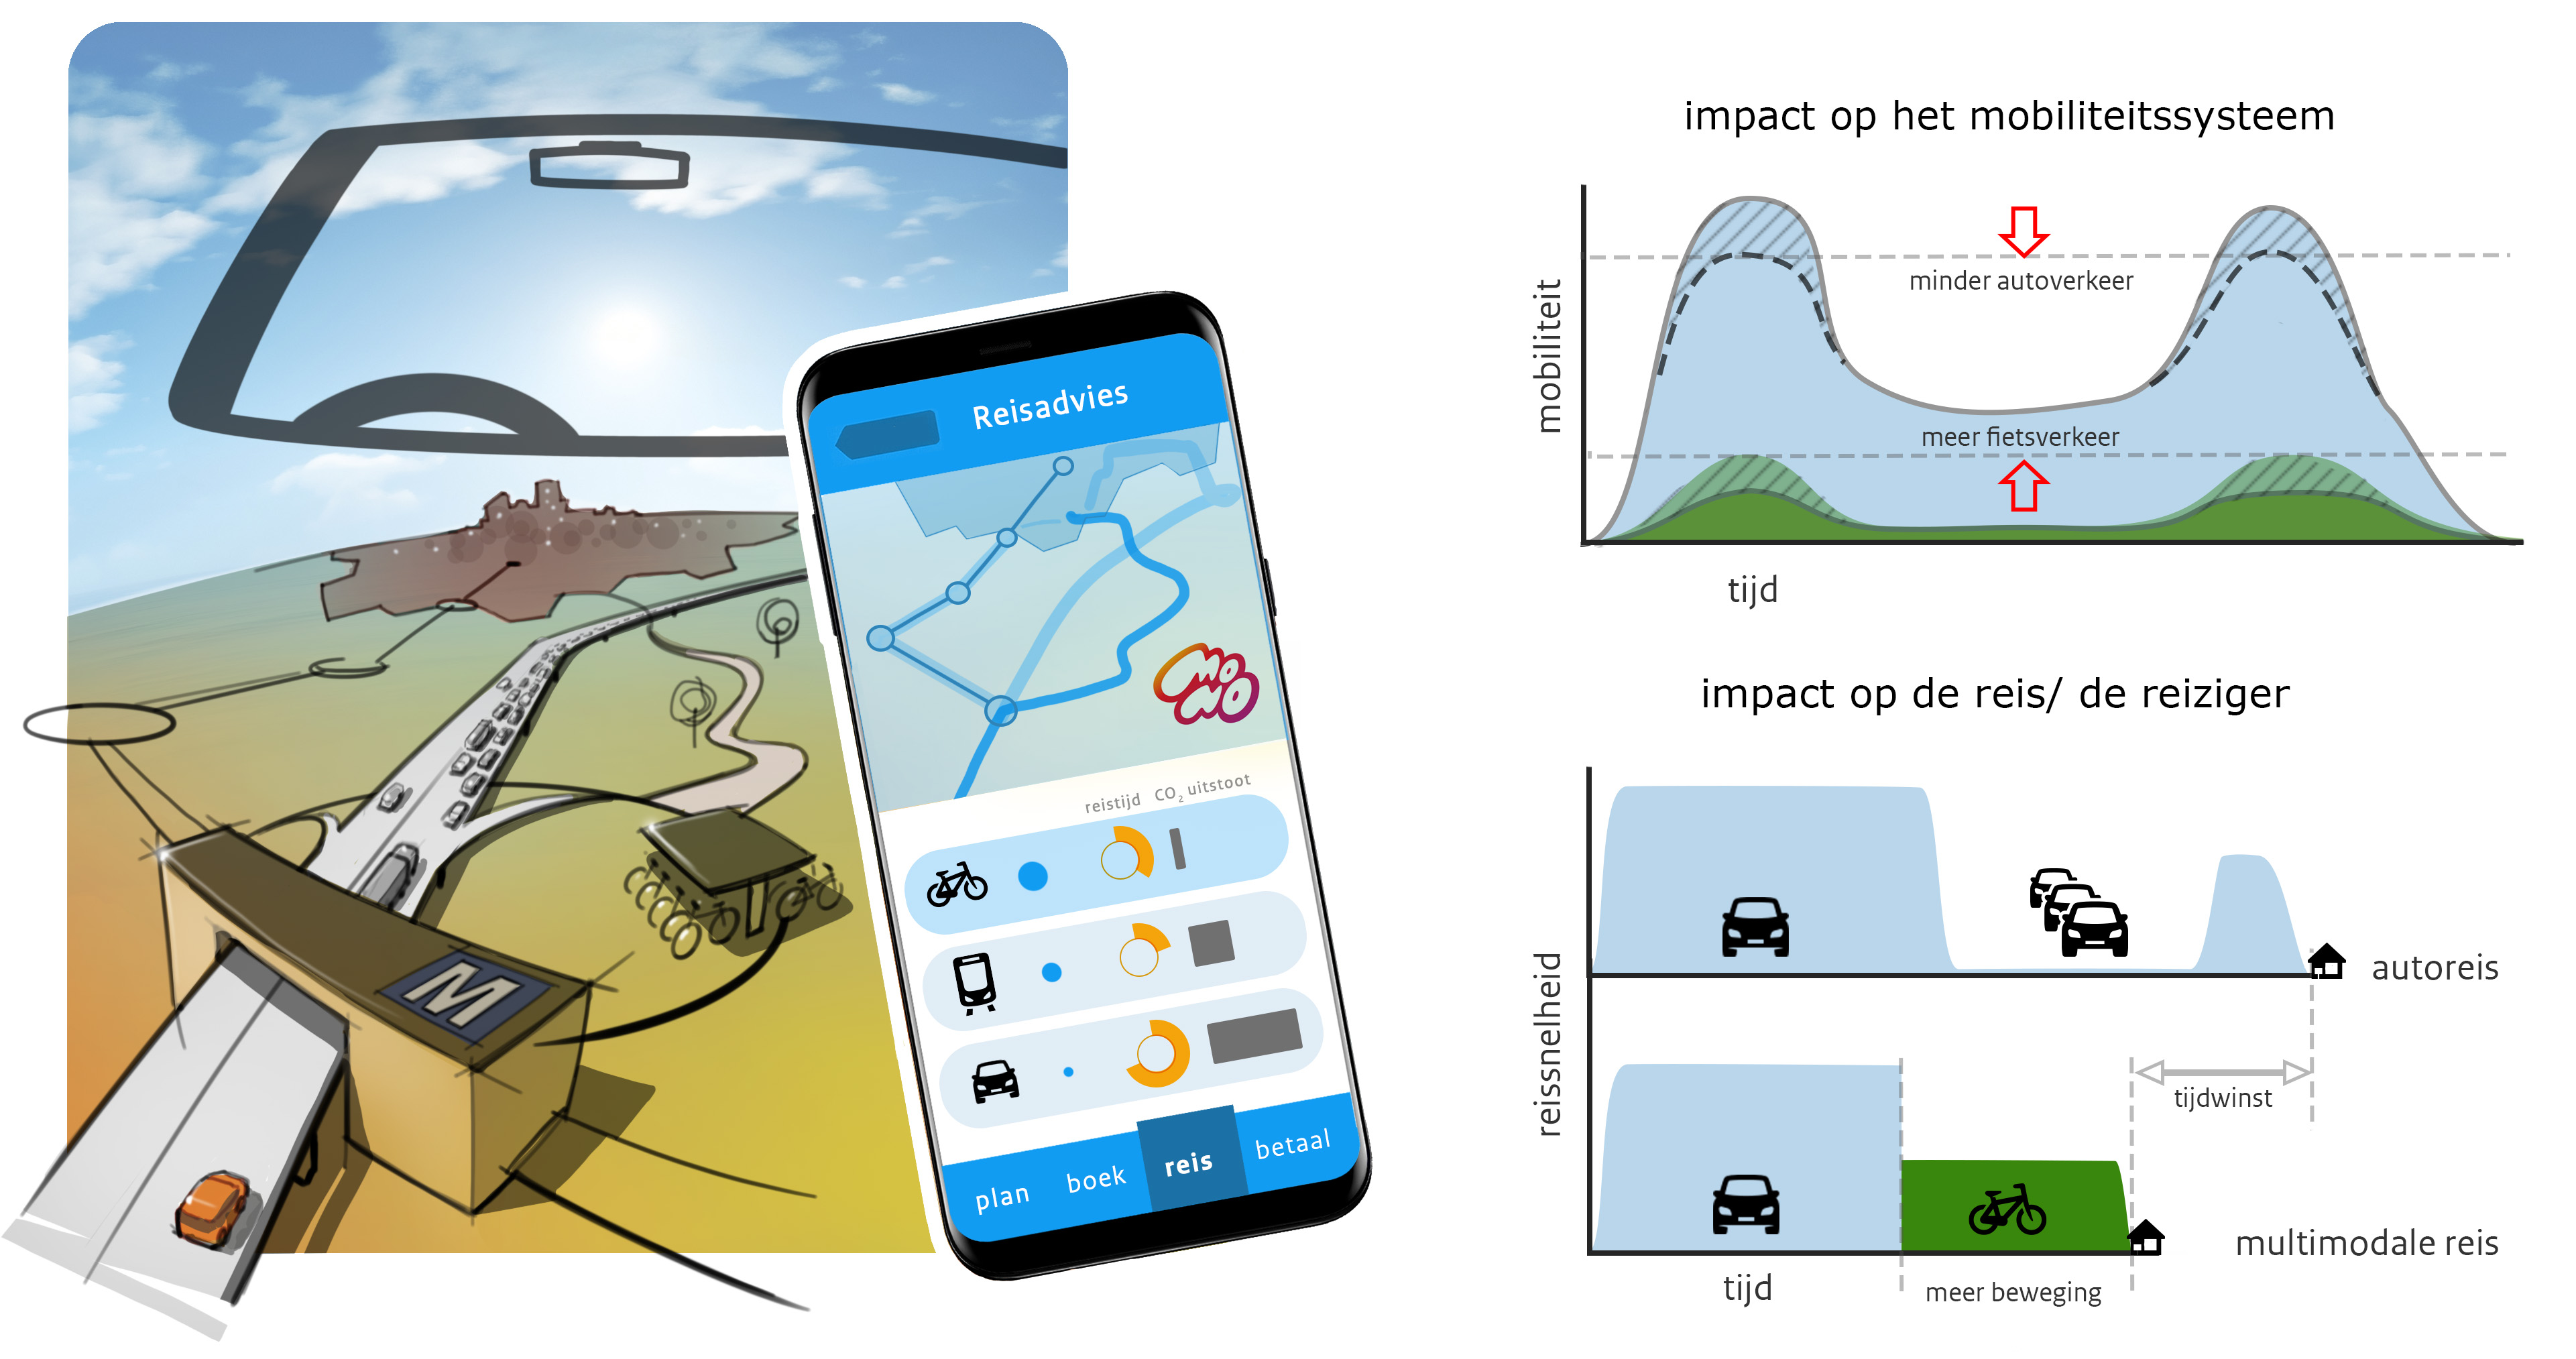 M
Reisadvies
MONO
reistijd CO₂ uitstoot
plan boek reis betaal
impact op het mobiliteitssysteem
mobiliteit
minder autoverkeer
meer fietsverkeer
tijd
impact op de reis/ de reiziger
reissnelheid
autoreis
tijdwinst
multimodale reis
tijd
meer beweging